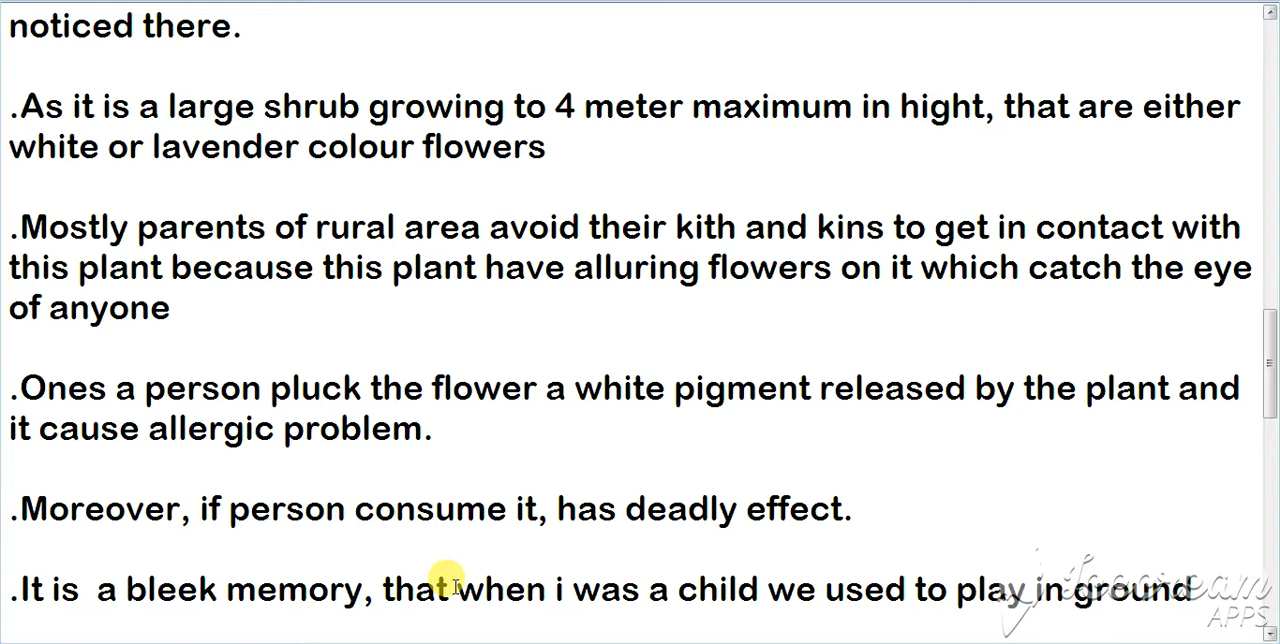 noticed there.
.As it is a large shrub growing to 4 meter maximum in hight, that are either
white or lavender colour flowers
.Mostly parents of rural area avoid their kith and kins to get in contact with
this plant because this plant have alluring flowers on it which catch the eye
of anyone
.Ones a person pluck the flower a white pigment released by the plant and
it cause allergic problem.
.Moreover, if person consume it, has deadly effect.
.It is  a bleek memory, that when i was a child we used to play in ground
Icecream
APPS